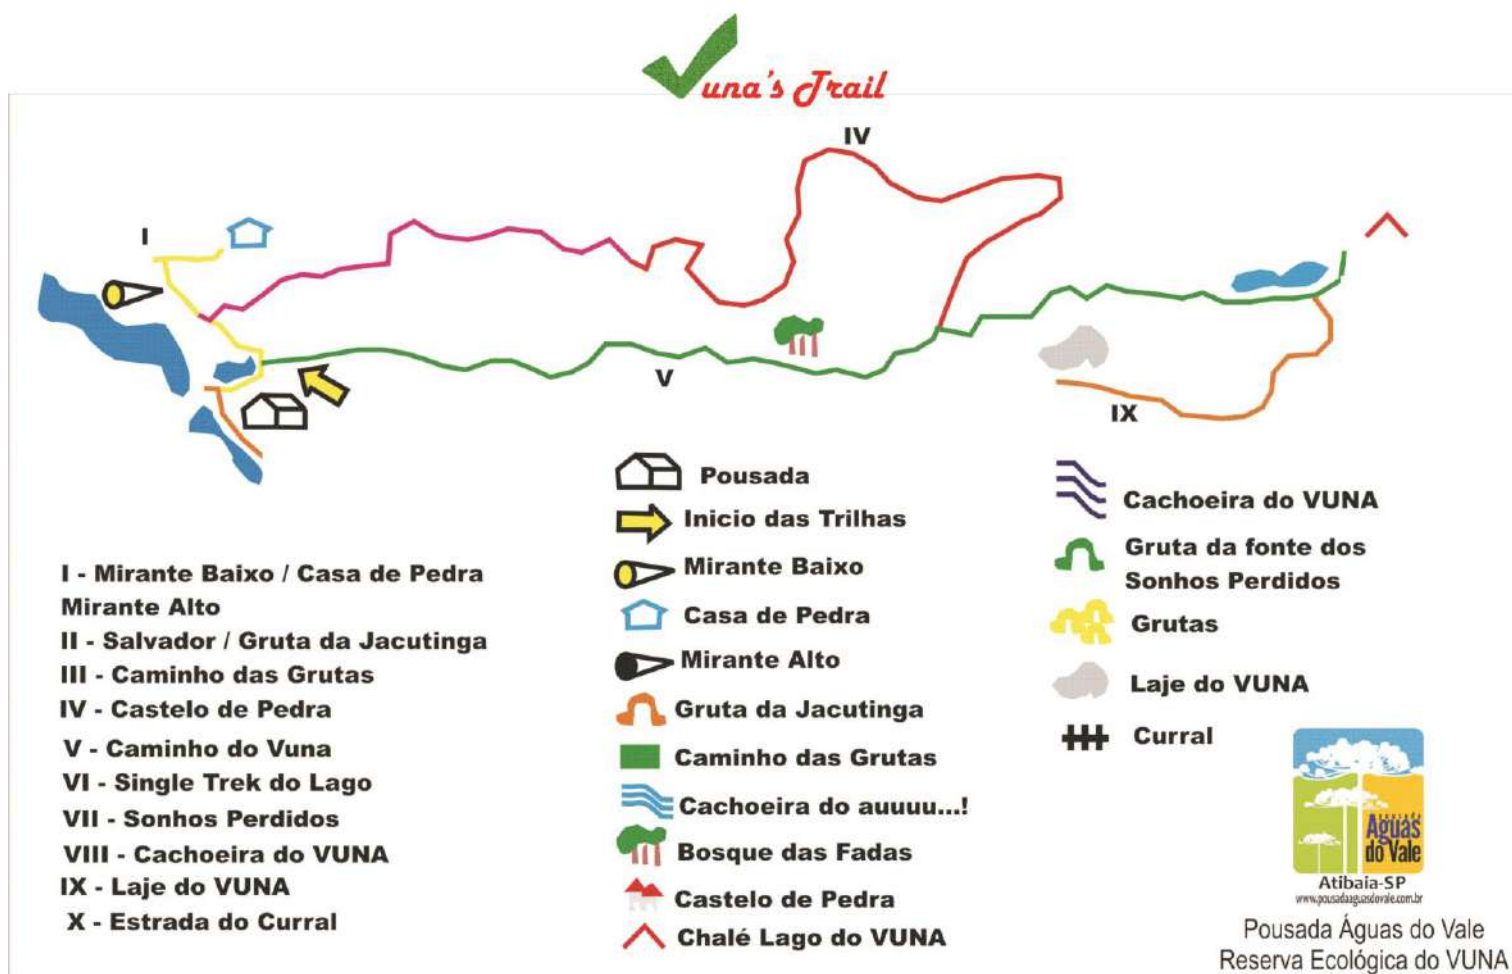 una's Trail
IV
I
V
IX
I - Mirante Baixo / Casa de Pedra
Mirante Alto
II - Salvador / Gruta da Jacutinga
III - Caminho das Grutas
IV - Castelo de Pedra
V - Caminho do Vuna
VI - Single Trek do Lago
VII - Sonhos Perdidos
VIII - Cachoeira do VUNA
IX - Laje do VUNA
X - Estrada do Curral
Pousada
Inicio das Trilhas
Mirante Baixo
Casa de Pedra
Mirante Alto
Gruta da Jacutinga
Caminho das Grutas
Cachoeira do auuuu...!
Bosque das Fadas
Castelo de Pedra
Chalé Lago do VUNA
Cachoeira do VUNA
Gruta da fonte dos
Sonhos Perdidos
Grutas
Laje do VUNA
Curral
pousada
Águas
do Vale
Atibaia-SP
www.pousadaaguasdovale.com.br
Pousada Águas do Vale
Reserva Ecológica do VUNA